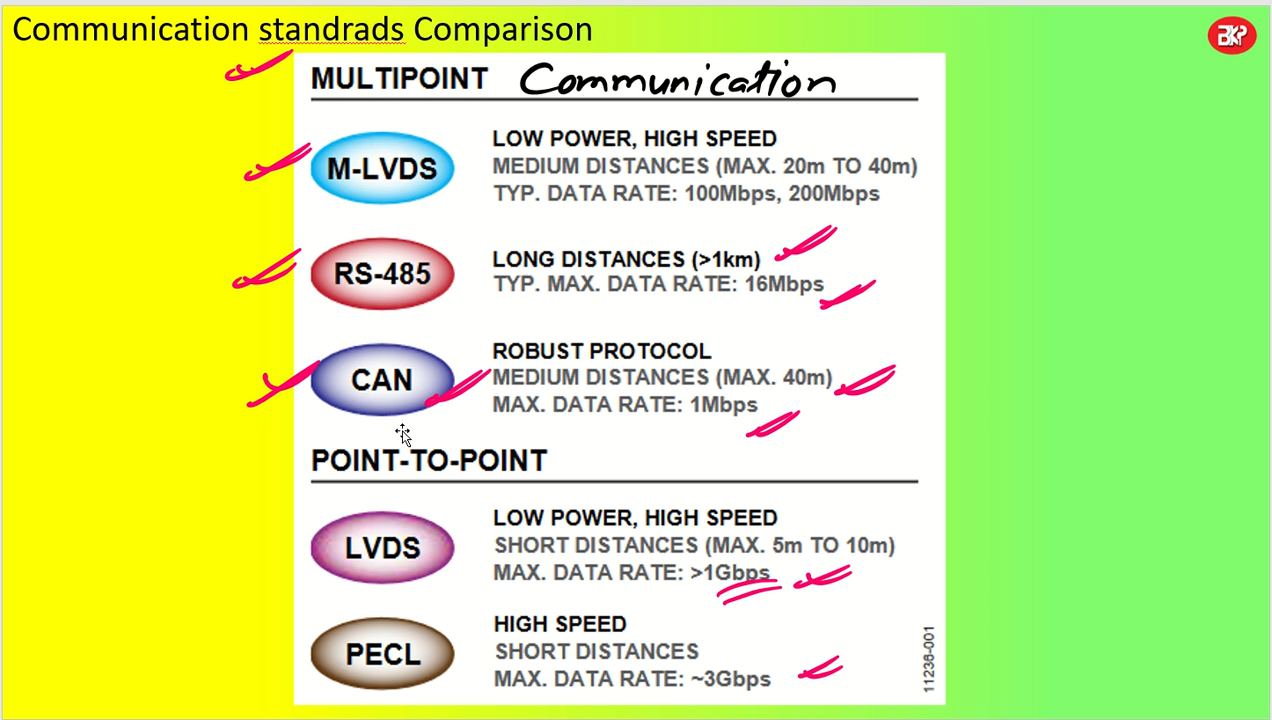 Communication standrads Comparison
BKP
MULTIPOINT Communication
M-LVDS
LOW POWER, HIGH SPEED
MEDIUM DISTANCES (MAX. 20m TO 40m)
TYP. DATA RATE: 100Mbps, 200Mbps
RS-485
LONG DISTANCES (>1km)
TYP. MAX. DATA RATE: 16Mbps
CAN
ROBUST PROTOCOL
MEDIUM DISTANCES (MAX. 40m)
MAX. DATA RATE: 1Mbps
POINT-TO-POINT
LVDS
LOW POWER, HIGH SPEED
SHORT DISTANCES (MAX. 5m TO 10m)
MAX. DATA RATE: >1Gbps
PECL
HIGH SPEED
SHORT DISTANCES
MAX. DATA RATE: ~3Gbps
11236-001